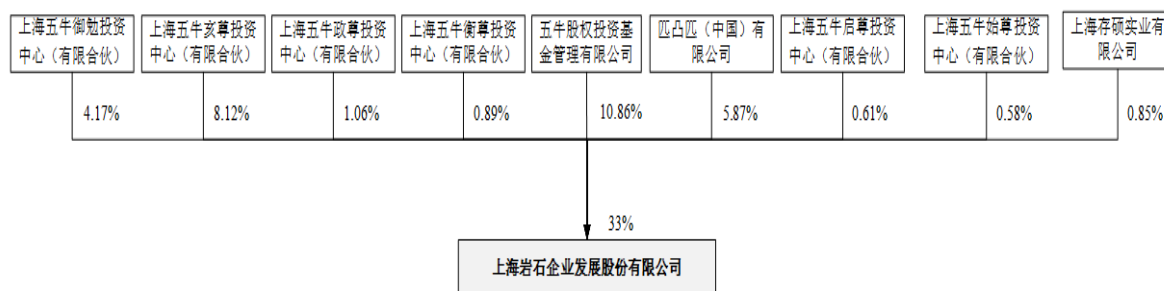 上海五牛御勉投资
中心（有限合伙）
上海五牛亥尊投资
中心（有限合伙）
上海五牛政尊投资
中心（有限合伙）
上海五牛衡尊投资
中心（有限合伙）
五牛股权投资基
金管理有限公司
匹凸匹（中国）有
限公司
上海五牛启尊投资
中心（有限合伙）
上海五牛始尊投资
中心（有限合伙）
上海存硕实业有
限公司
4.17%
8.12%
1.06%
0.89%
10.86%
5.87%
0.61%
0.58%
0.85%
33%
上海岩石企业发展股份有限公司